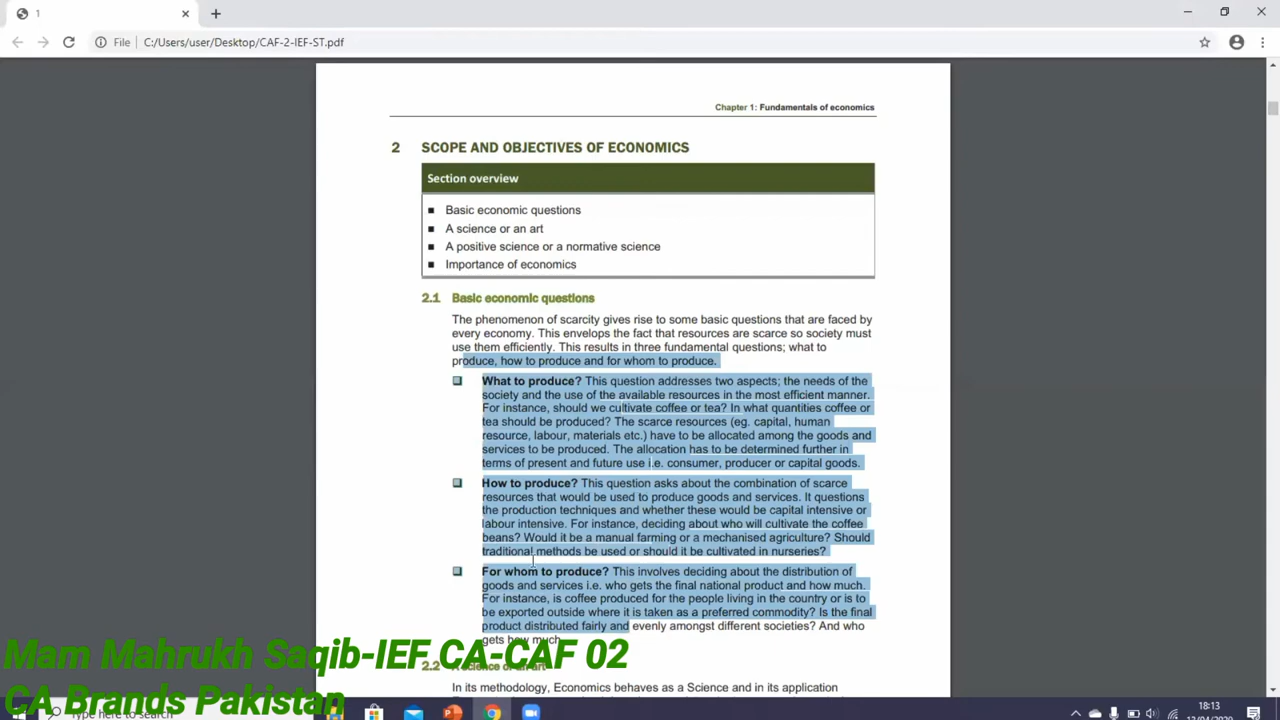 1
File
C:/Users/user/Desktop/CAF-2-IEF-ST.pdf
Chapter 1: Fundamentals of economics
2 SCOPE AND OBJECTIVES OF ECONOMICS
Section overview
■ Basic economic questions
■ A science or an art
■ A positive science or a normative science
■ Importance of economics
2.1 Basic economic questions
The phenomenon of scarcity gives rise to some basic questions that are faced by
every economy. This envelops the fact that resources are scarce so society must
use them efficiently. This results in three fundamental questions; what to
produce, how to produce and for whom to produce.
What to produce? This question addresses two aspects; the needs of the
society and the use of the available resources in the most efficient manner.
For instance, should we cultivate coffee or tea? In what quantities coffee or
tea should be produced? The scarce resources (eg. capital, human
resource, labour, materials etc.) have to be allocated among the goods and
services to be produced. The allocation has to be determined further in
terms of present and future use i.e. consumer, producer or capital goods.
How to produce? This question asks about the combination of scarce
resources that would be used to produce goods and services. It questions
the production techniques and whether these would be capital intensive or
labour intensive. For instance, deciding about who will cultivate the coffee
beans? Would it be a manual farming or a mechanised agriculture? Should
traditional methods be used or should it be cultivated in nurseries?
For whom to produce? This involves deciding about the distribution of
goods and services i.e. who gets the final national product and how much.
For instance, is coffee produced for the people living in the country or is to
be exported outside where it is taken as a preferred commodity? Is the final
product distributed fairly and evenly amongst different societies? And who
gets how much.
Mam Mahrukh Saqib-IEF CA-CAF 02
2.2 A science or an art
In its methodology, Economics behaves as a Science and in its application
CA Brands Pakistan
Type here to search
18:13